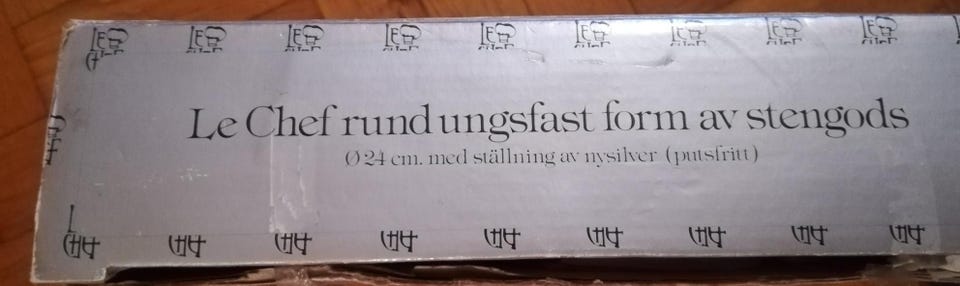 Le Chef rund ungsfast form av stengods
Ø 24 cm. med ställning av nysilver (putsfritt)